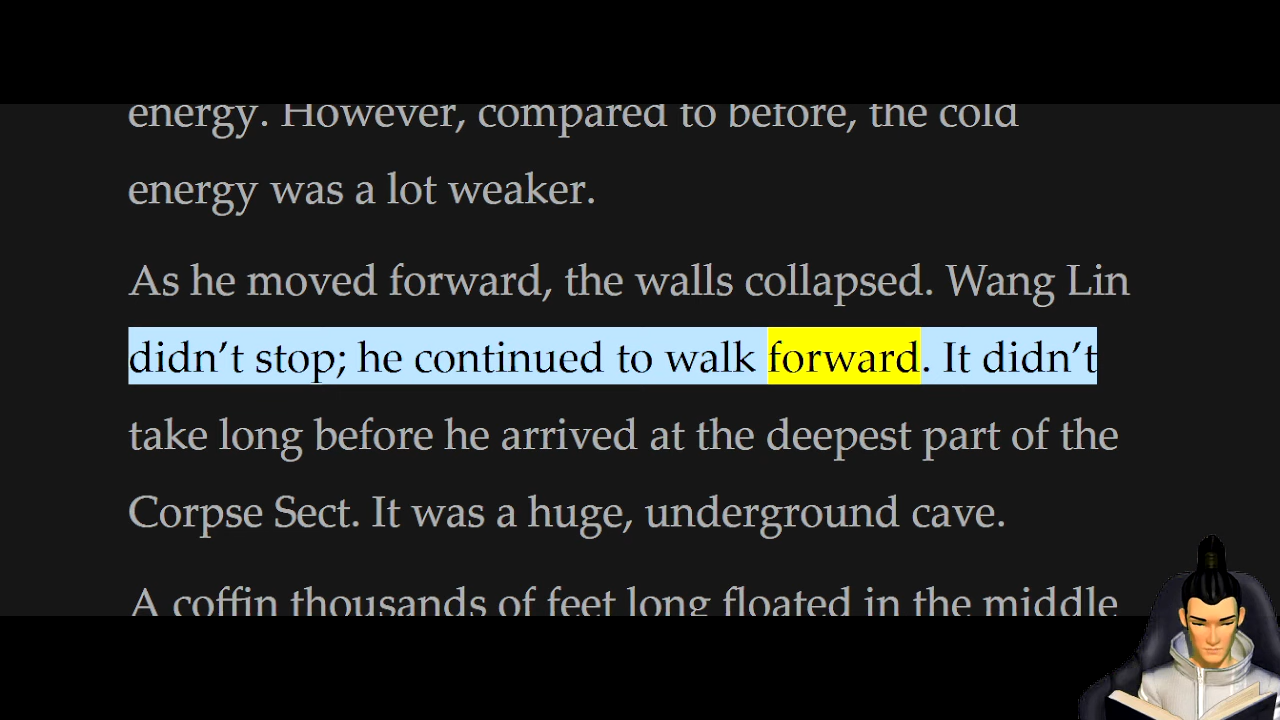 energy. However, compared to before, the cold
energy was a lot weaker.
As he moved forward, the walls collapsed. Wang Lin
didn’t stop; he continued to walk forward. It didn’t
take long before he arrived at the deepest part of the
Corpse Sect. It was a huge, underground cave.
A coffin thousands of feet long floated in the middle